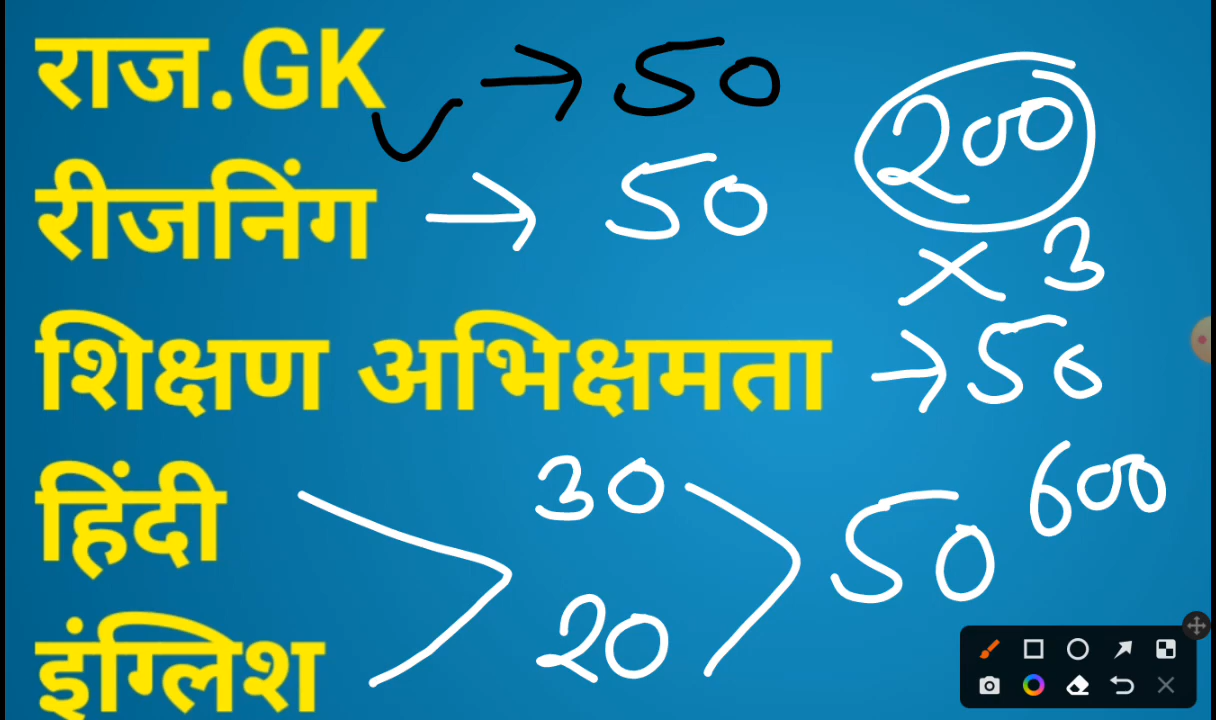 राज.GK → 50
200
रीजनिंग → 50
× 3
शिक्षण अभिक्षमता → 50
हिंदी 30
50 600
इंग्लिश 20